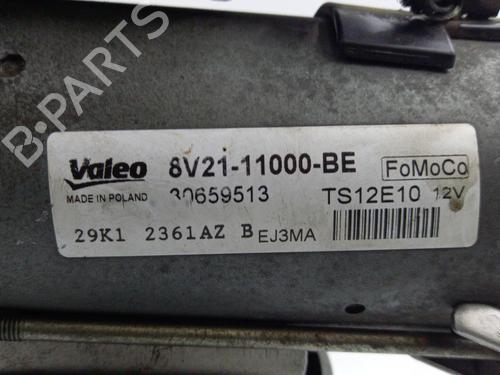 B-PARTS
Valeo 8V21-11000-BE FoMoCo
MADE IN POLAND 30659513 TS12E10 12V
29K1 2361AZ B EJ3MA